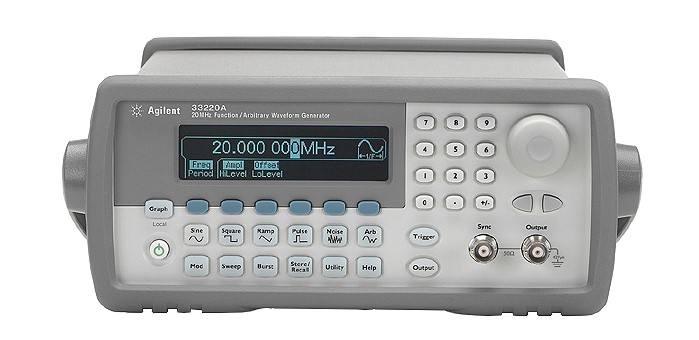 Agilent 33220A
20MHz Function/Arbitrary Waveform Generator
20.000 000MHz
←1/F→
Freq Ampl Offset
Period HiLevel LoLevel
7 8 9
4 5 6
1 2 3
0 . +/-
Graph
Local
Sine Square Ramp Pulse Noise Arb
Mod Sweep Burst Store/
Recall
Utility Help
Trigger
Output
Sync Output
50Ω